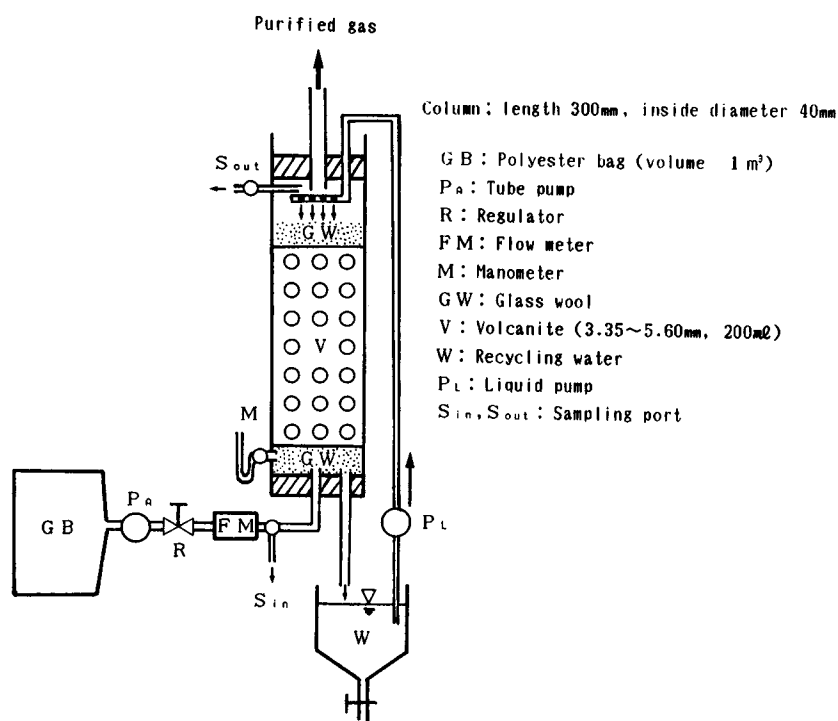 Purified gas
Column: length 300mm, inside diameter 40mm
Sout
GB: Polyester bag (volume 1 m³)
PA: Tube pump
R: Regulator
FM: Flow meter
M: Manometer
GW: Glass wool
V: Volcanite (3.35~5.60mm, 200mℓ)
W: Recycling water
PL: Liquid pump
Sin, Sout: Sampling port
GW
V
M
GW
PA
GB
R
FM
PL
Sin
W